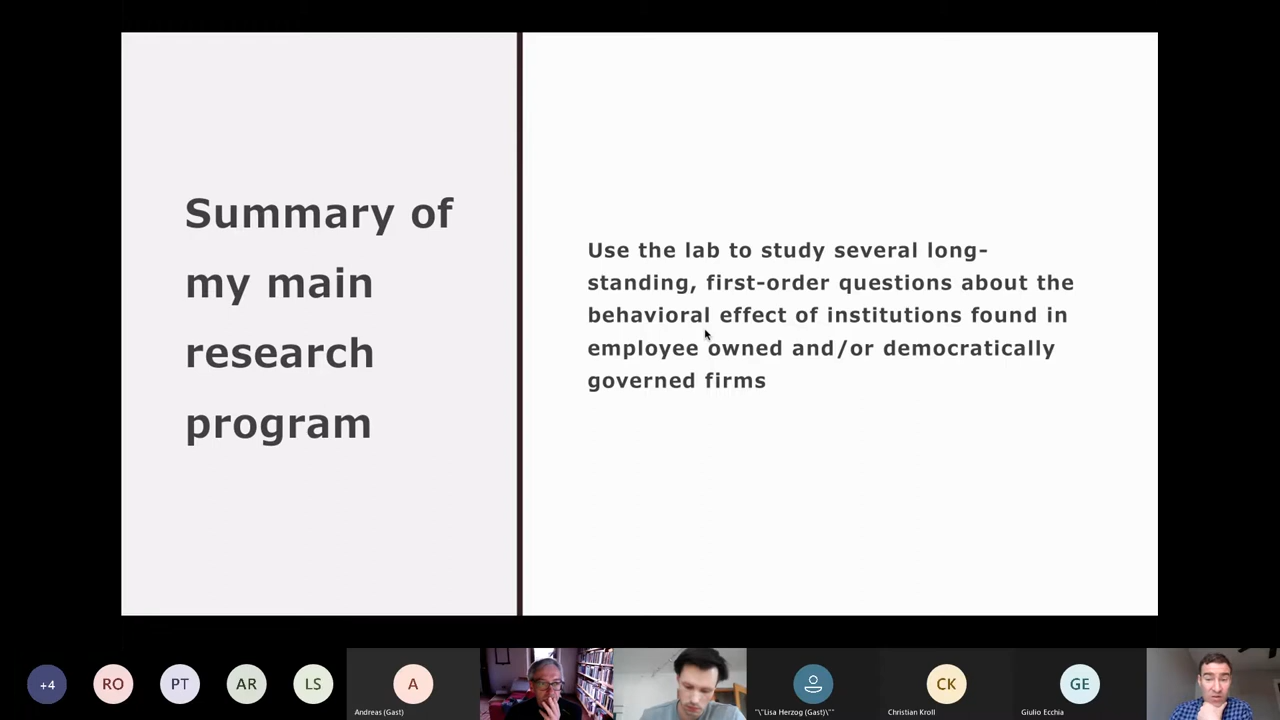 Summary of
my main
research
program
Use the lab to study several long-
standing, first-order questions about the
behavioral effect of institutions found in
employee owned and/or democratically
governed firms
+4
RO
PT
AR
LS
A
Andreas (Gast)
"\"Lisa Herzog (Gast)\""
CK
Christian Kroll
GE
Giulio Ecchia